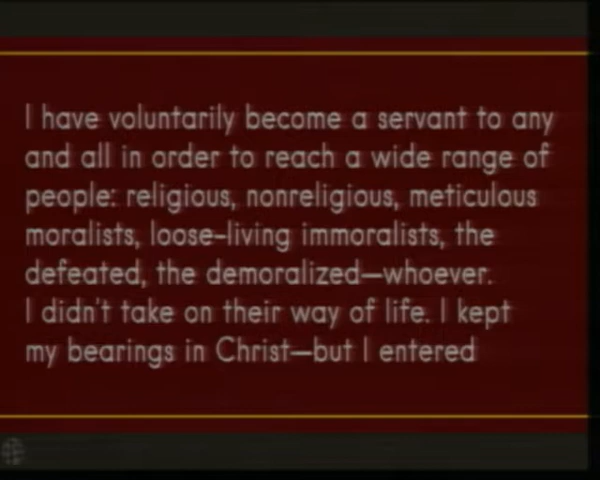 I have voluntarily become a servant to any
and all in order to reach a wide range of
people: religious, nonreligious, meticulous
moralists, loose-living immoralists, the
defeated, the demoralized—whoever.
I didn't take on their way of life. I kept
my bearings in Christ—but I entered